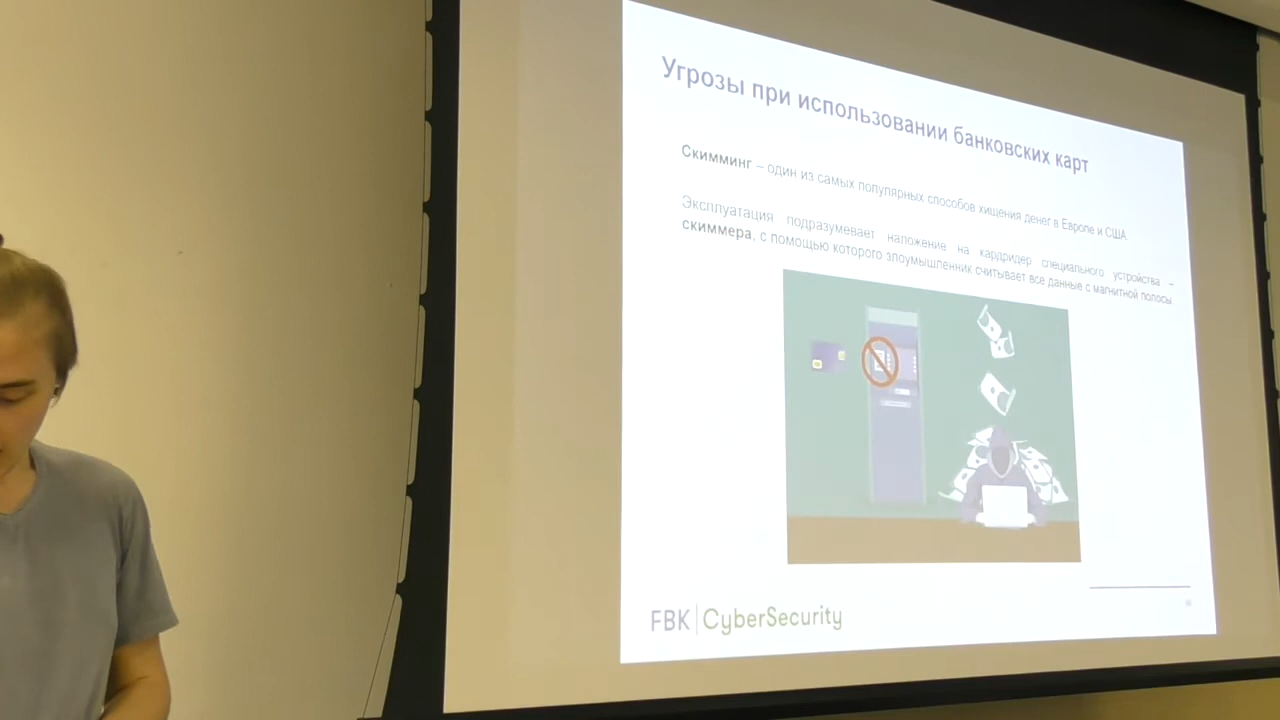 Угрозы при использовании банковских карт
Скимминг – один из самых популярных способов хищения денег в Европе и США.
Эксплуатация подразумевает наложение на кардридер специального устройства –
скиммера, с помощью которого злоумышленник считывает все данные с магнитной полосы.
FBK | CyberSecurity